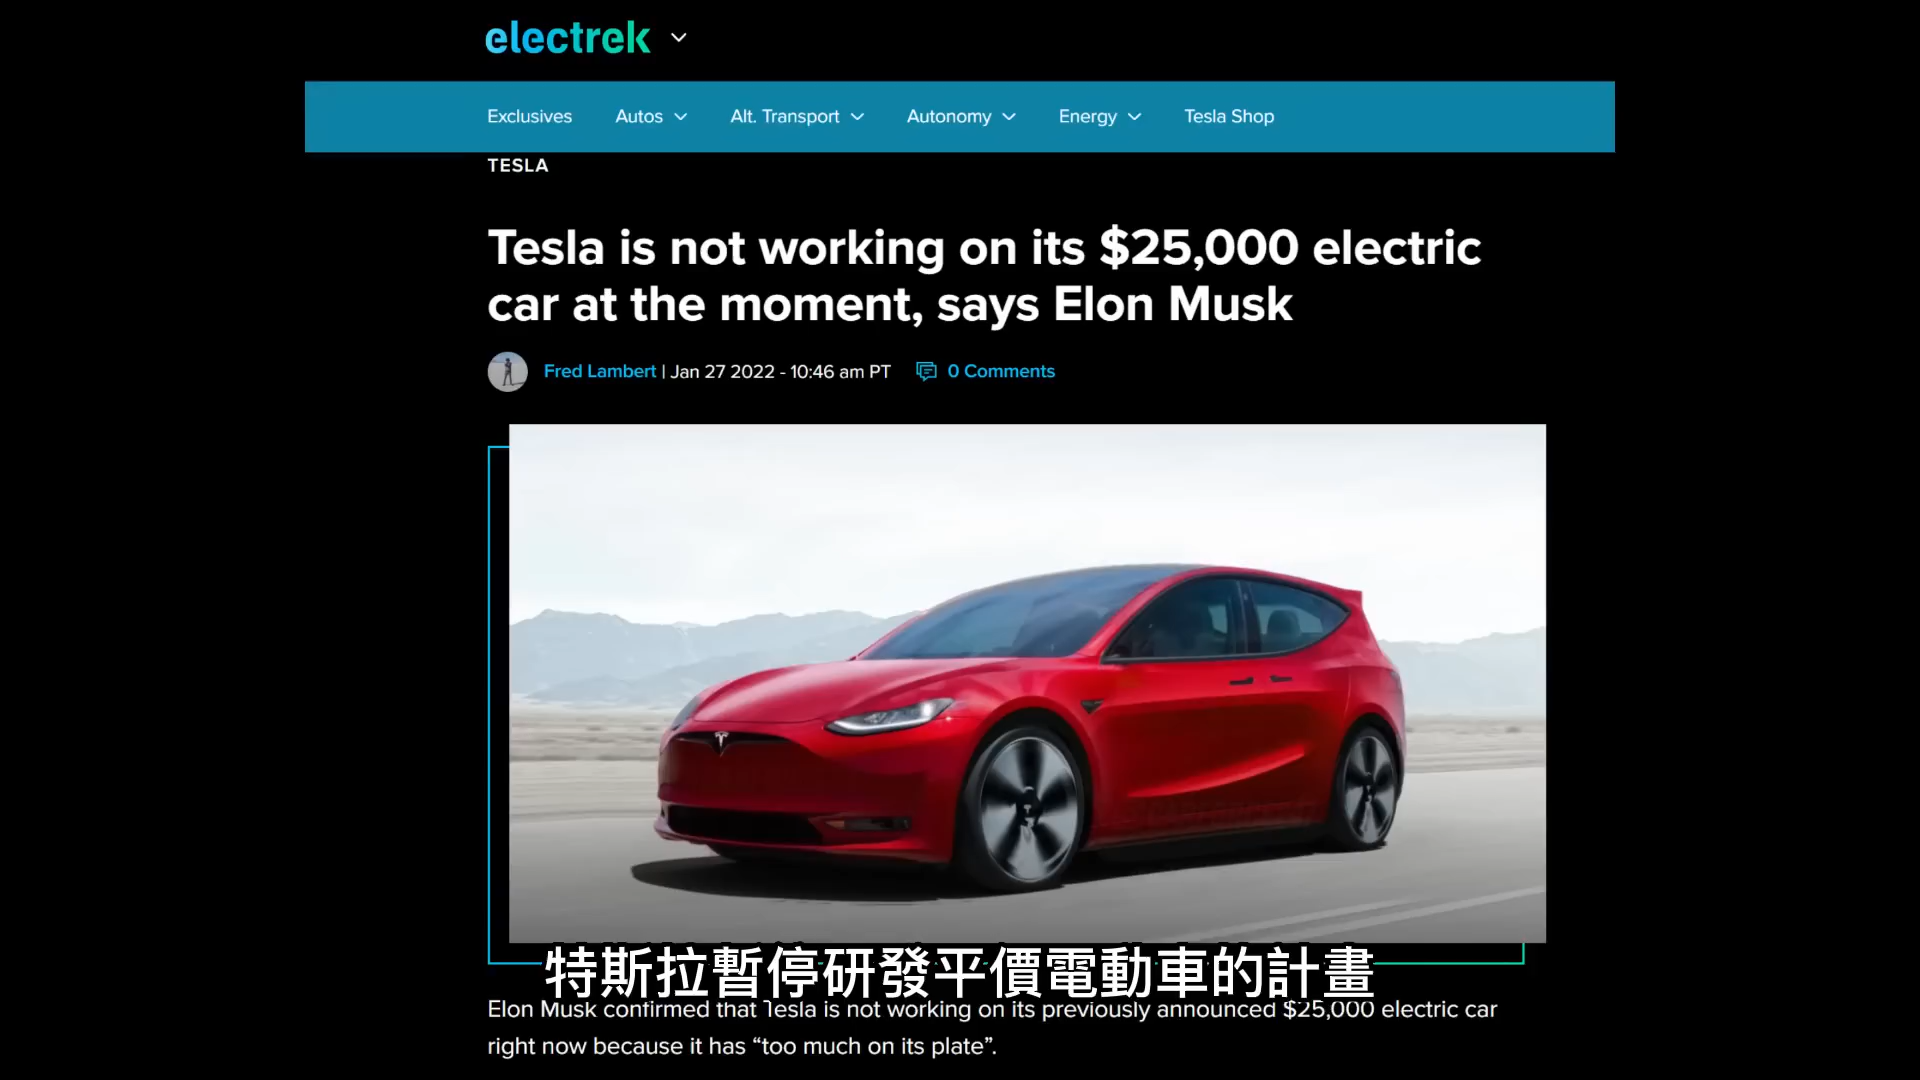 electrek
Exclusives Autos Alt. Transport Autonomy Energy Tesla Shop
TESLA
Tesla is not working on its $25,000 electric
car at the moment, says Elon Musk
Fred Lambert | Jan 27 2022 - 10:46 am PT 0 Comments
特斯拉暫停研發平價電動車的計畫
Elon Musk confirmed that Tesla is not working on its previously announced $25,000 electric car
right now because it has “too much on its plate”.